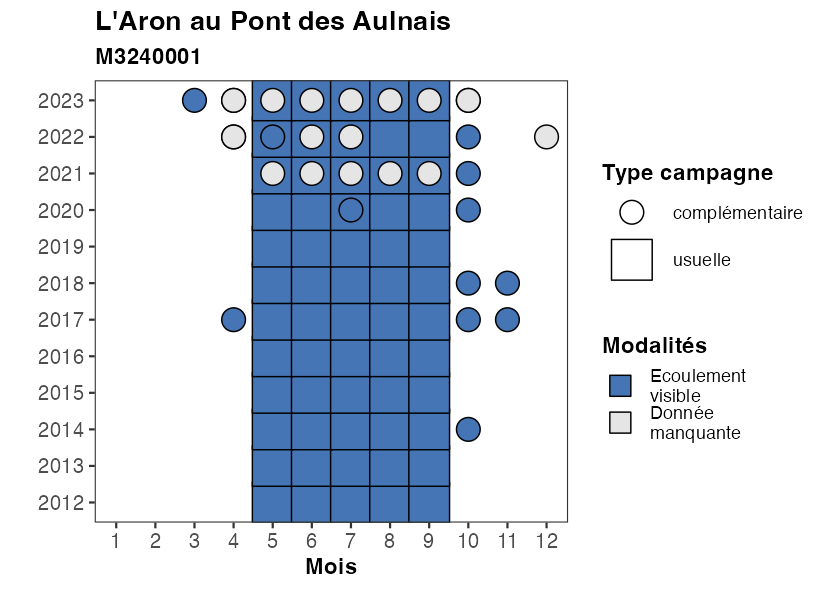 L'Aron au Pont des Aulnais
M3240001
2023
2022
2021
2020
2019
2018
2017
2016
2015
2014
2013
2012
1 2 3 4 5 6 7 8 9 10 11 12
Mois
Type campagne
complémentaire
usuelle
Modalités
Ecoulement
visible
Donnée
manquante